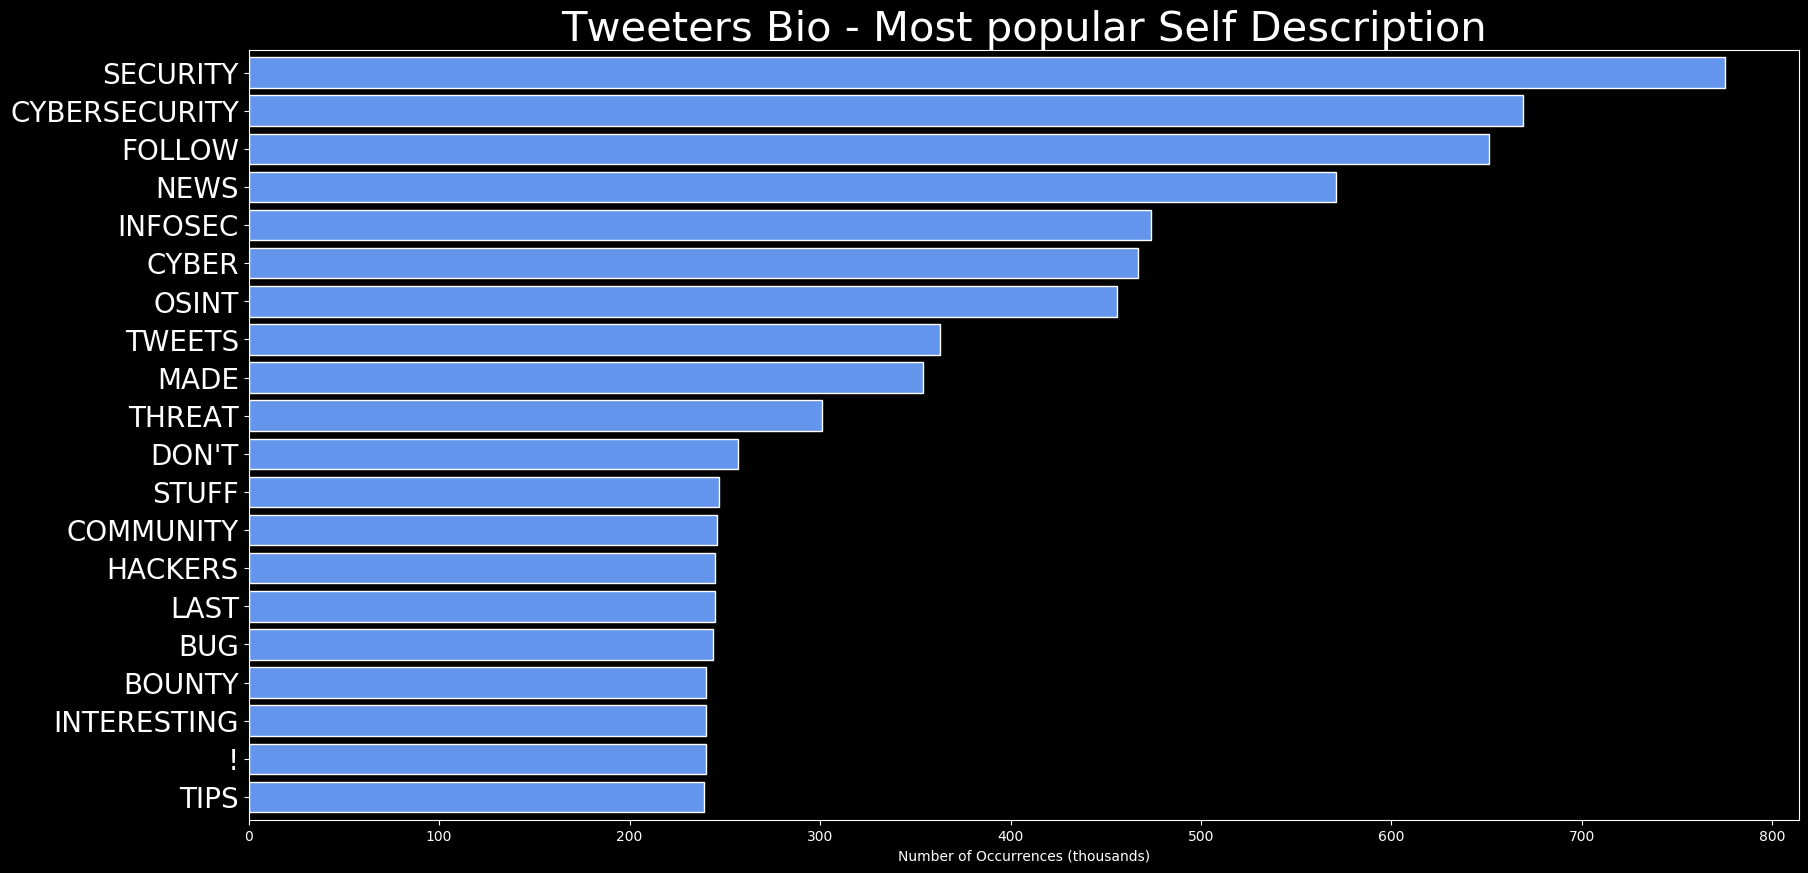 Tweeters Bio - Most popular Self Description
SECURITY
CYBERSECURITY
FOLLOW
NEWS
INFOSEC
CYBER
OSINT
TWEETS
MADE
THREAT
DON'T
STUFF
COMMUNITY
HACKERS
LAST
BUG
BOUNTY
INTERESTING
!
TIPS
0 100 200 300 400 500 600 700 800
Number of Occurrences (thousands)